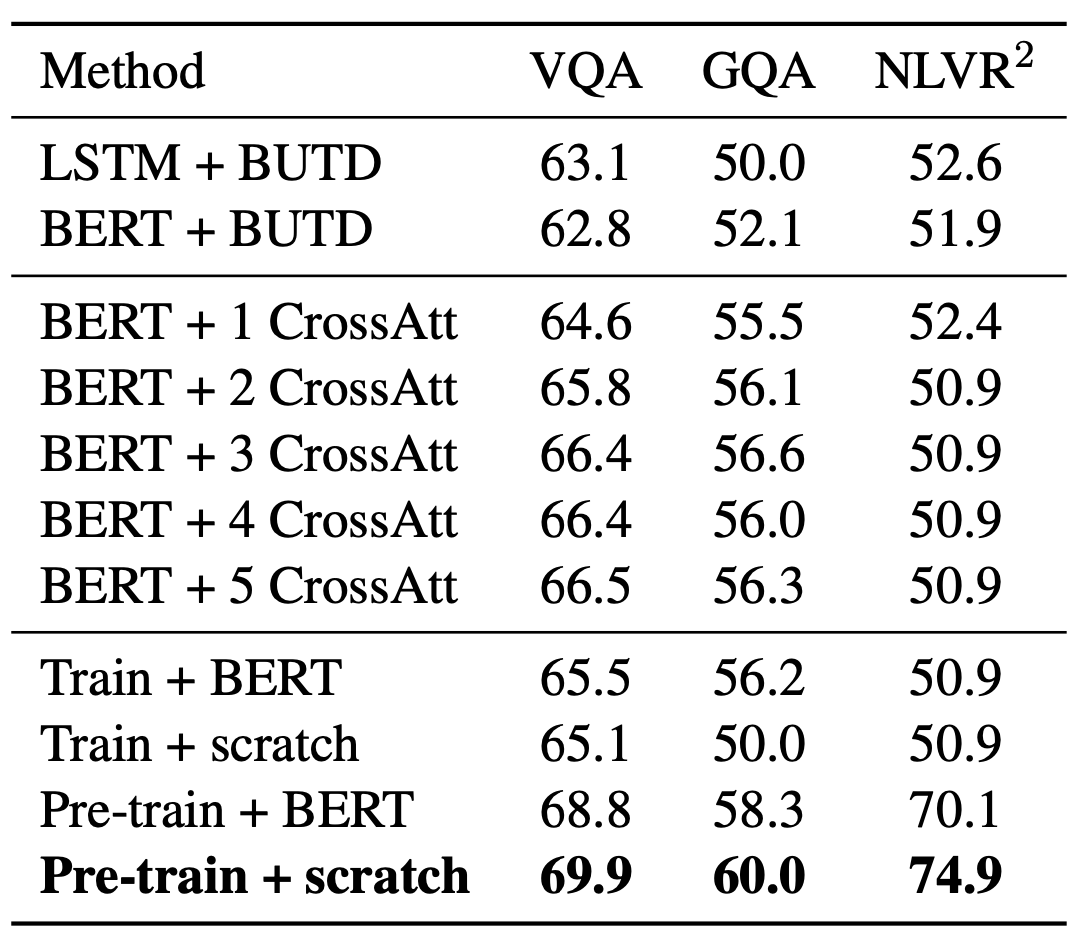 Method VQA GQA NLVR²
LSTM + BUTD 63.1 50.0 52.6
BERT + BUTD 62.8 52.1 51.9
BERT + 1 CrossAtt 64.6 55.5 52.4
BERT + 2 CrossAtt 65.8 56.1 50.9
BERT + 3 CrossAtt 66.4 56.6 50.9
BERT + 4 CrossAtt 66.4 56.0 50.9
BERT + 5 CrossAtt 66.5 56.3 50.9
Train + BERT 65.5 56.2 50.9
Train + scratch 65.1 50.0 50.9
Pre-train + BERT 68.8 58.3 70.1
Pre-train + scratch 69.9 60.0 74.9